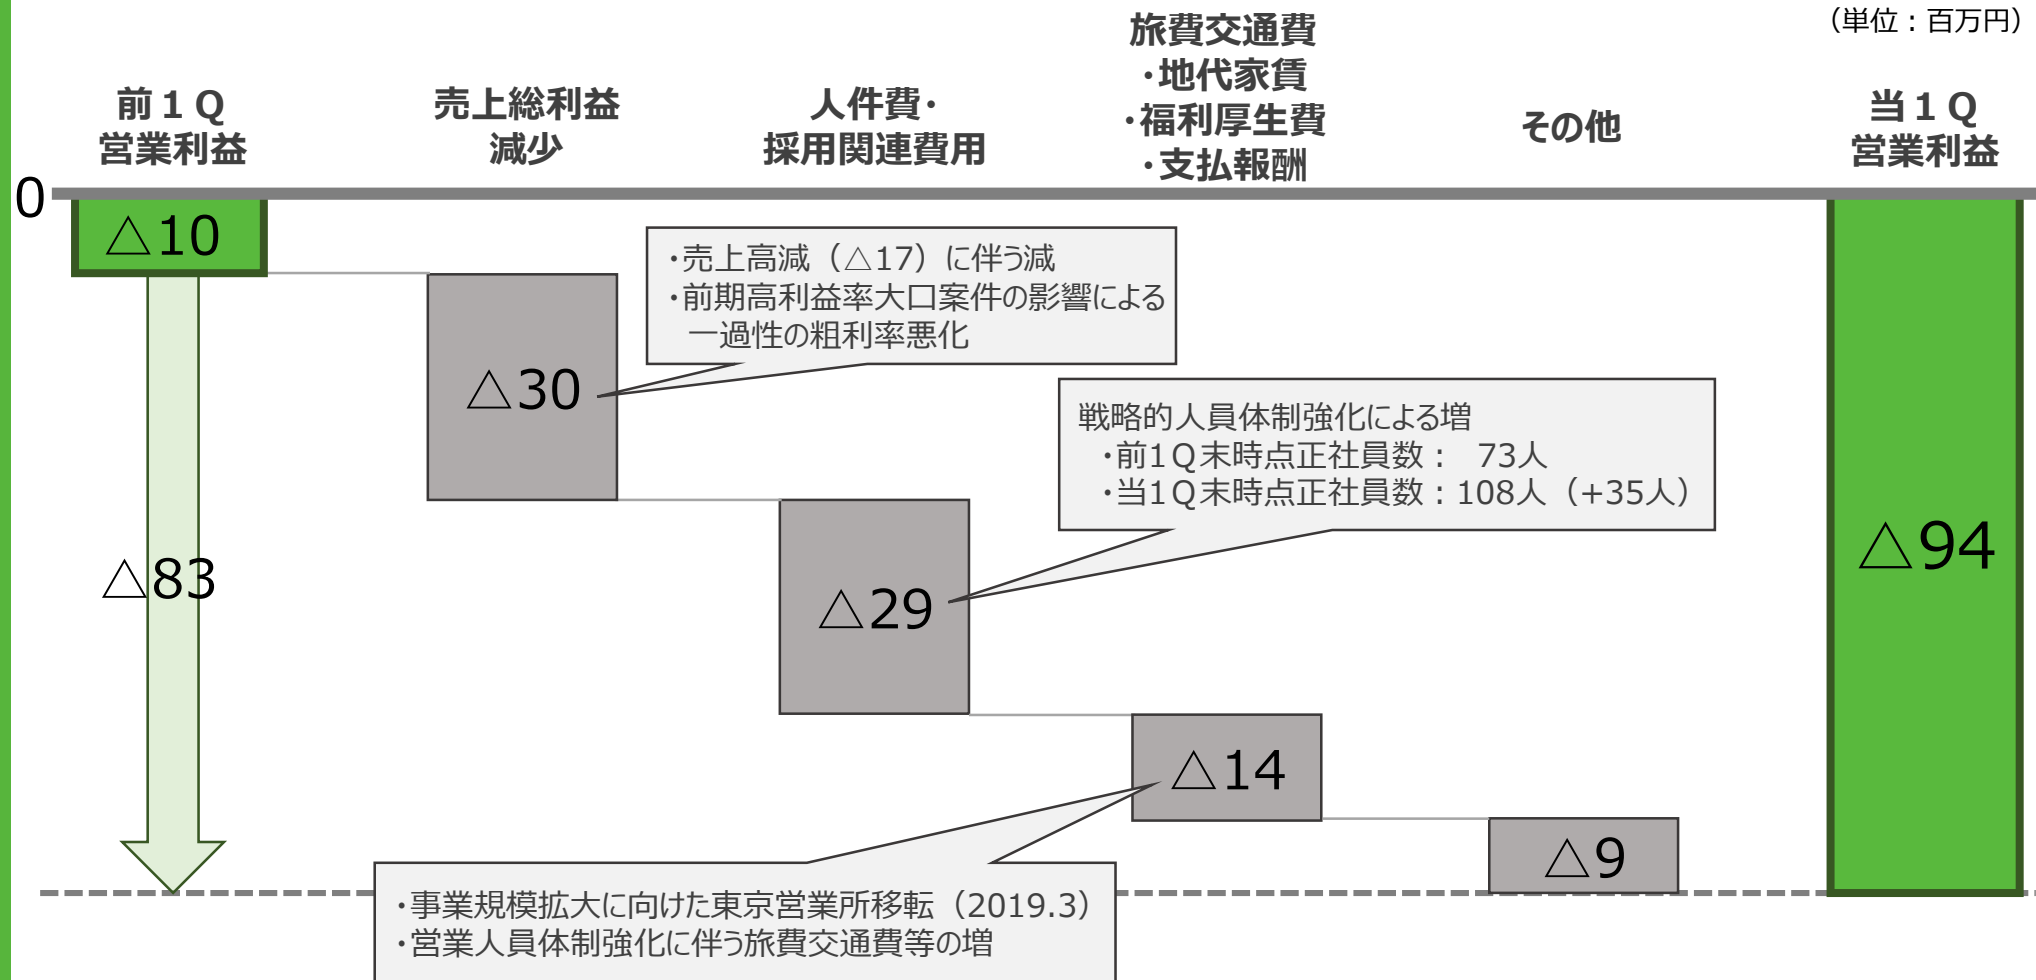 （単位：百万円）
前１Ｑ
営業利益
売上総利益
減少
人件費・
採用関連費用
旅費交通費
・地代家賃
・福利厚生費
・支払報酬
その他
当１Ｑ
営業利益
0
△10
・売上高減（△17）に伴う減
・前期高利益率大口案件の影響による
一過性の粗利率悪化
△30
戦略的人員体制強化による増
・前1Ｑ末時点正社員数： 73人
・当1Ｑ末時点正社員数：108人（+35人）
△94
△83
△29
△14
△9
・事業規模拡大に向けた東京営業所移転（2019.3）
・営業人員体制強化に伴う旅費交通費等の増